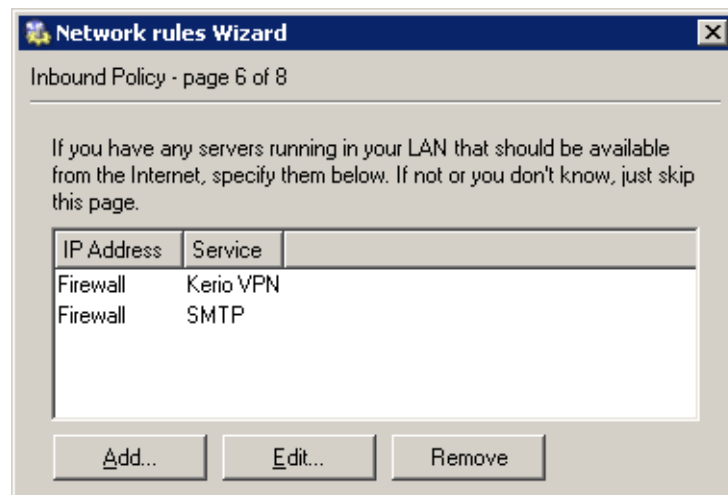 Network rules Wizard
Inbound Policy - page 6 of 8
If you have any servers running in your LAN that should be available
from the Internet, specify them below. If not or you don't know, just skip
this page.
IP Address Service
Firewall Kerio VPN
Firewall SMTP
Add... Edit... Remove